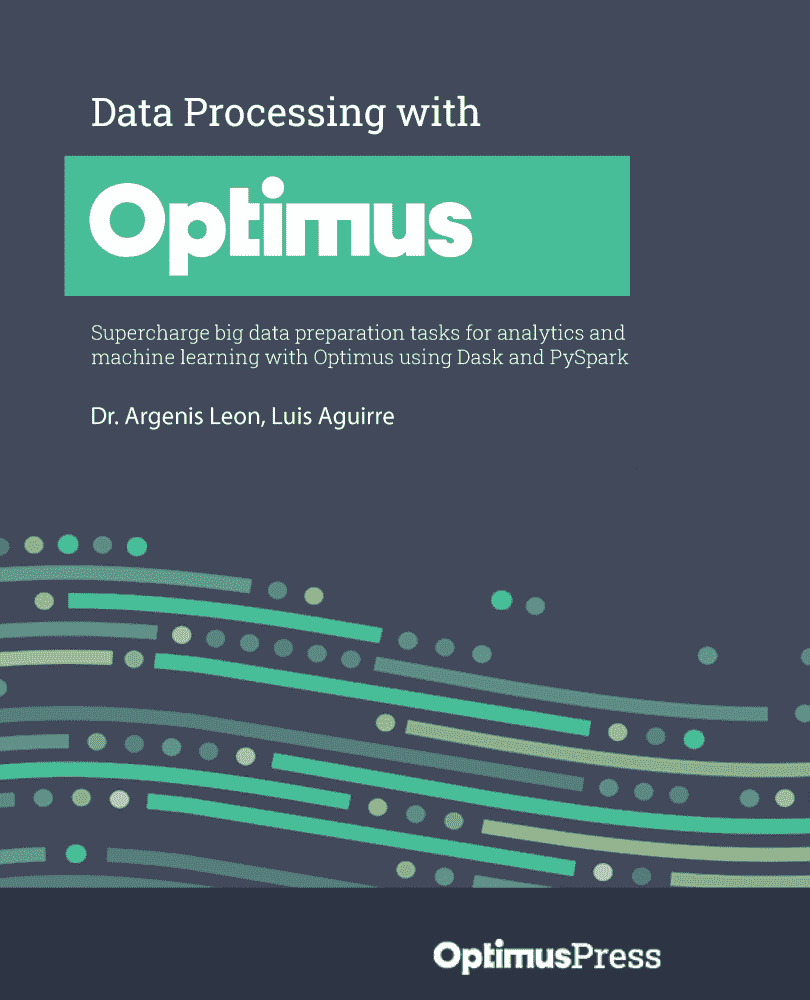 Data Processing with
Optimus
Supercharge big data preparation tasks for analytics and
machine learning with Optimus using Dask and PySpark
Dr. Argenis Leon, Luis Aguirre
OptimusPress